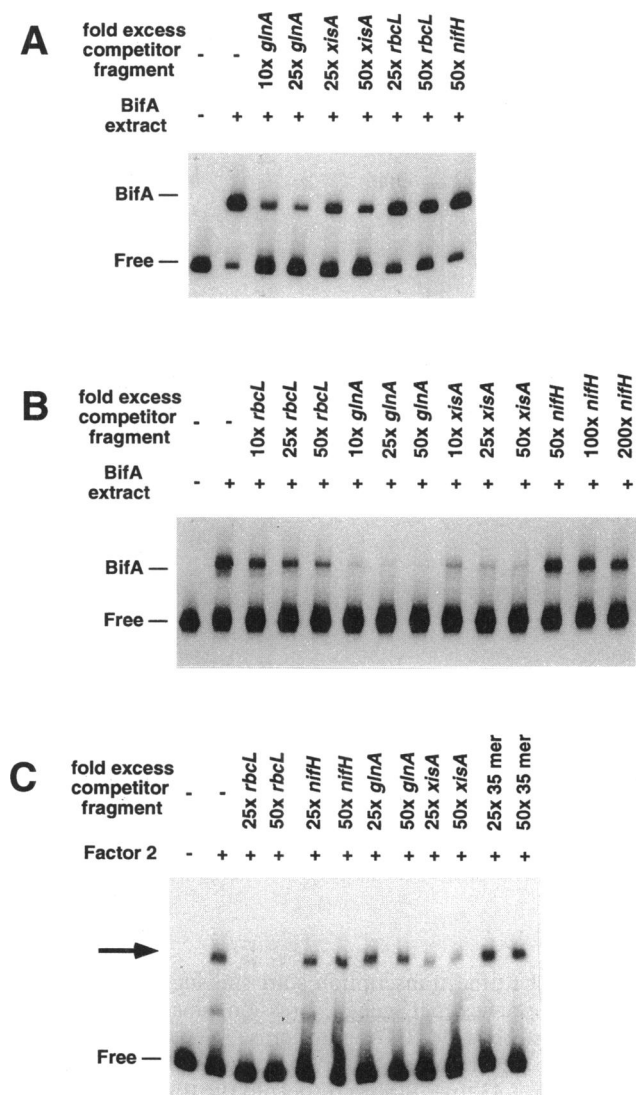 A
fold excess
competitor
fragment
- - 10x glnA 25x glnA 25x xisA 50x xisA 25x rbcL 50x rbcL 50x nifH
BifA
extract
- + + + + + + + +
BifA —
Free —
B
fold excess
competitor
fragment
- - 10x rbcL 25x rbcL 50x rbcL 10x glnA 25x glnA 50x glnA 10x xisA 25x xisA 50x xisA 50x nifH 100x nifH 200x nifH
BifA
extract
- + + + + + + + + + + + + +
BifA —
Free —
C
fold excess
competitor
fragment
- - 25x rbcL 50x rbcL 25x nifH 50x nifH 25x glnA 50x glnA 25x xisA 50x xisA 25x 35 mer 50x 35 mer
Factor 2
- + + + + + + + + + + +
Free —